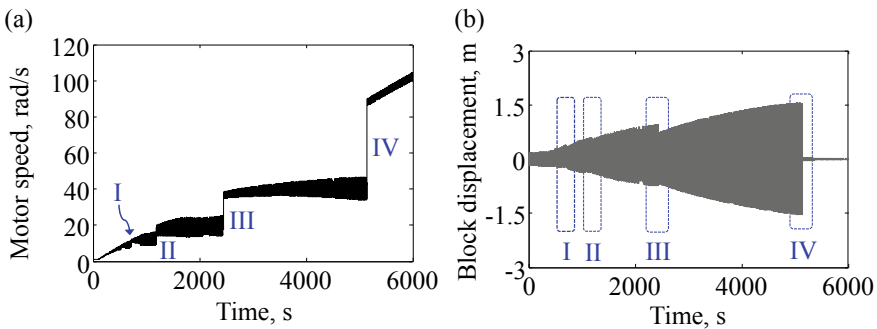 (a)
Motor speed, rad/s
120
100
80
60
40
20
0
I
II
III
IV
0 2000 4000 6000
Time, s
(b)
Block displacement, m
3
1.5
0
-1.5
-3
I II III IV
0 2000 4000 6000
Time, s